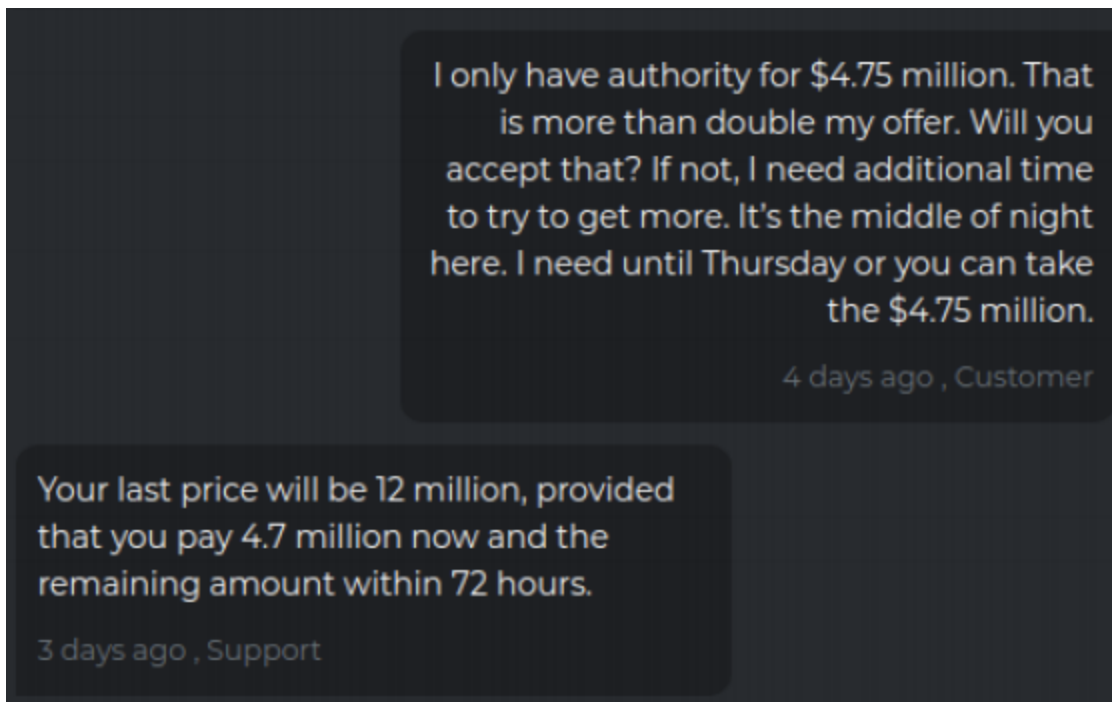 I only have authority for $4.75 million. That
is more than double my offer. Will you
accept that? If not, I need additional time
to try to get more. It's the middle of night
here. I need until Thursday or you can take
the $4.75 million.
4 days ago , Customer
Your last price will be 12 million, provided
that you pay 4.7 million now and the
remaining amount within 72 hours.
3 days ago , Support